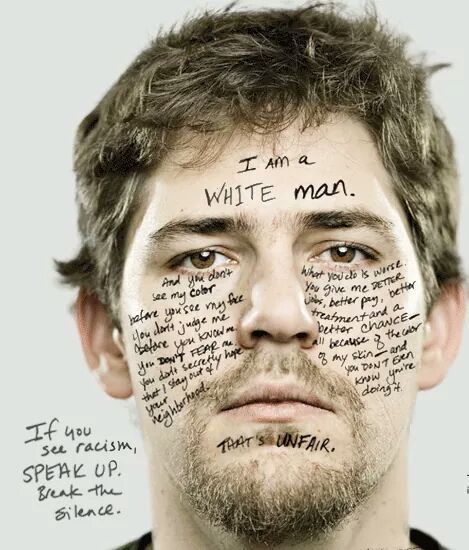 I am a
WHITE man.
And you don't
see my color
before you see my face
You don't judge me
before you know me.
You DON'T FEAR me.
you don't secretly hope
that I stay out of
your
neighborhood.
What you do is worse.
You give me BETTER
jobs, better pay, better
treatment and a
better CHANCE—
all because of the color
of my skin—and
you DON'T EVEN
know you're
doing it.
THAT'S UNFAIR.
If you
see racism,
SPEAK UP.
Break the
silence.